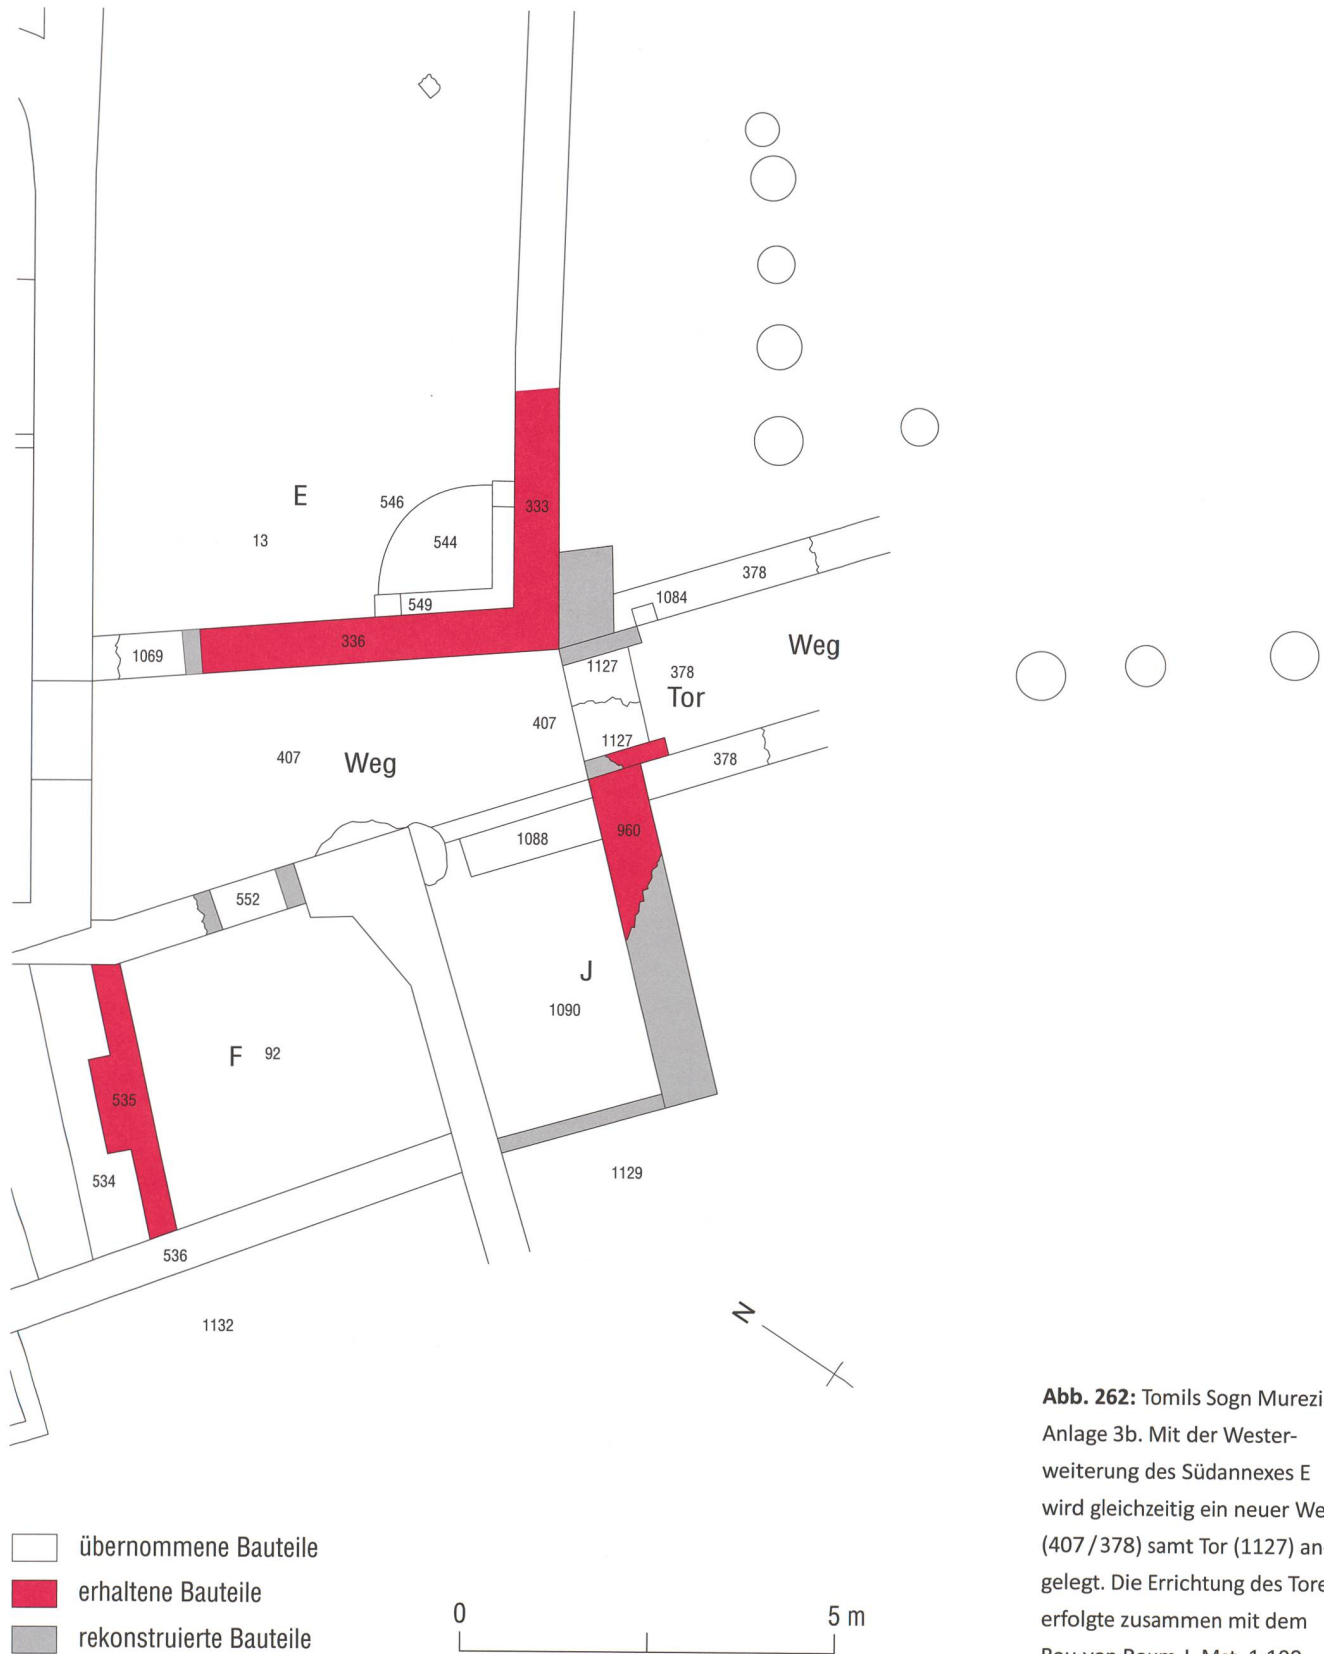 E
546
13
544
333
549
336
1069
378
1084
Weg
1127
378
Tor
407
1127
407
Weg
378
960
1088
552
J
1090
F
92
535
534
1129
536
1132
N
übernommene Bauteile
erhaltene Bauteile
rekonstruierte Bauteile
0
5 m
Abb. 262: Tomils Sogn Murezi
Anlage 3b. Mit der Wester-
weiterung des Südannexes E
wird gleichzeitig ein neuer We
(407/378) samt Tor (1127) an
gelegt. Die Errichtung des Tore
erfolgte zusammen mit dem